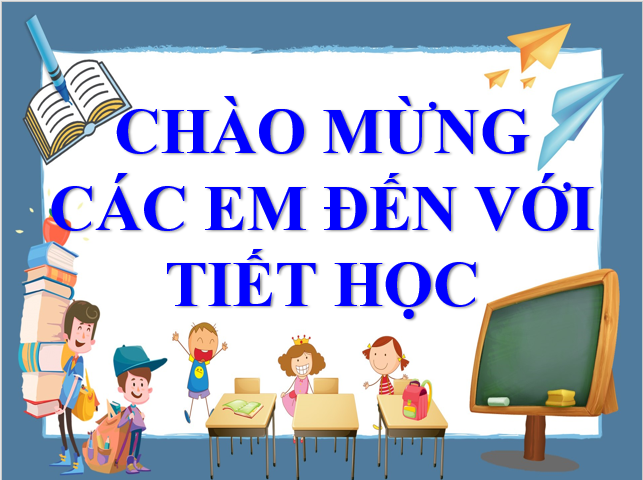 CHÀO MỪNG
CÁC EM ĐẾN VỚI
TIẾT HỌC